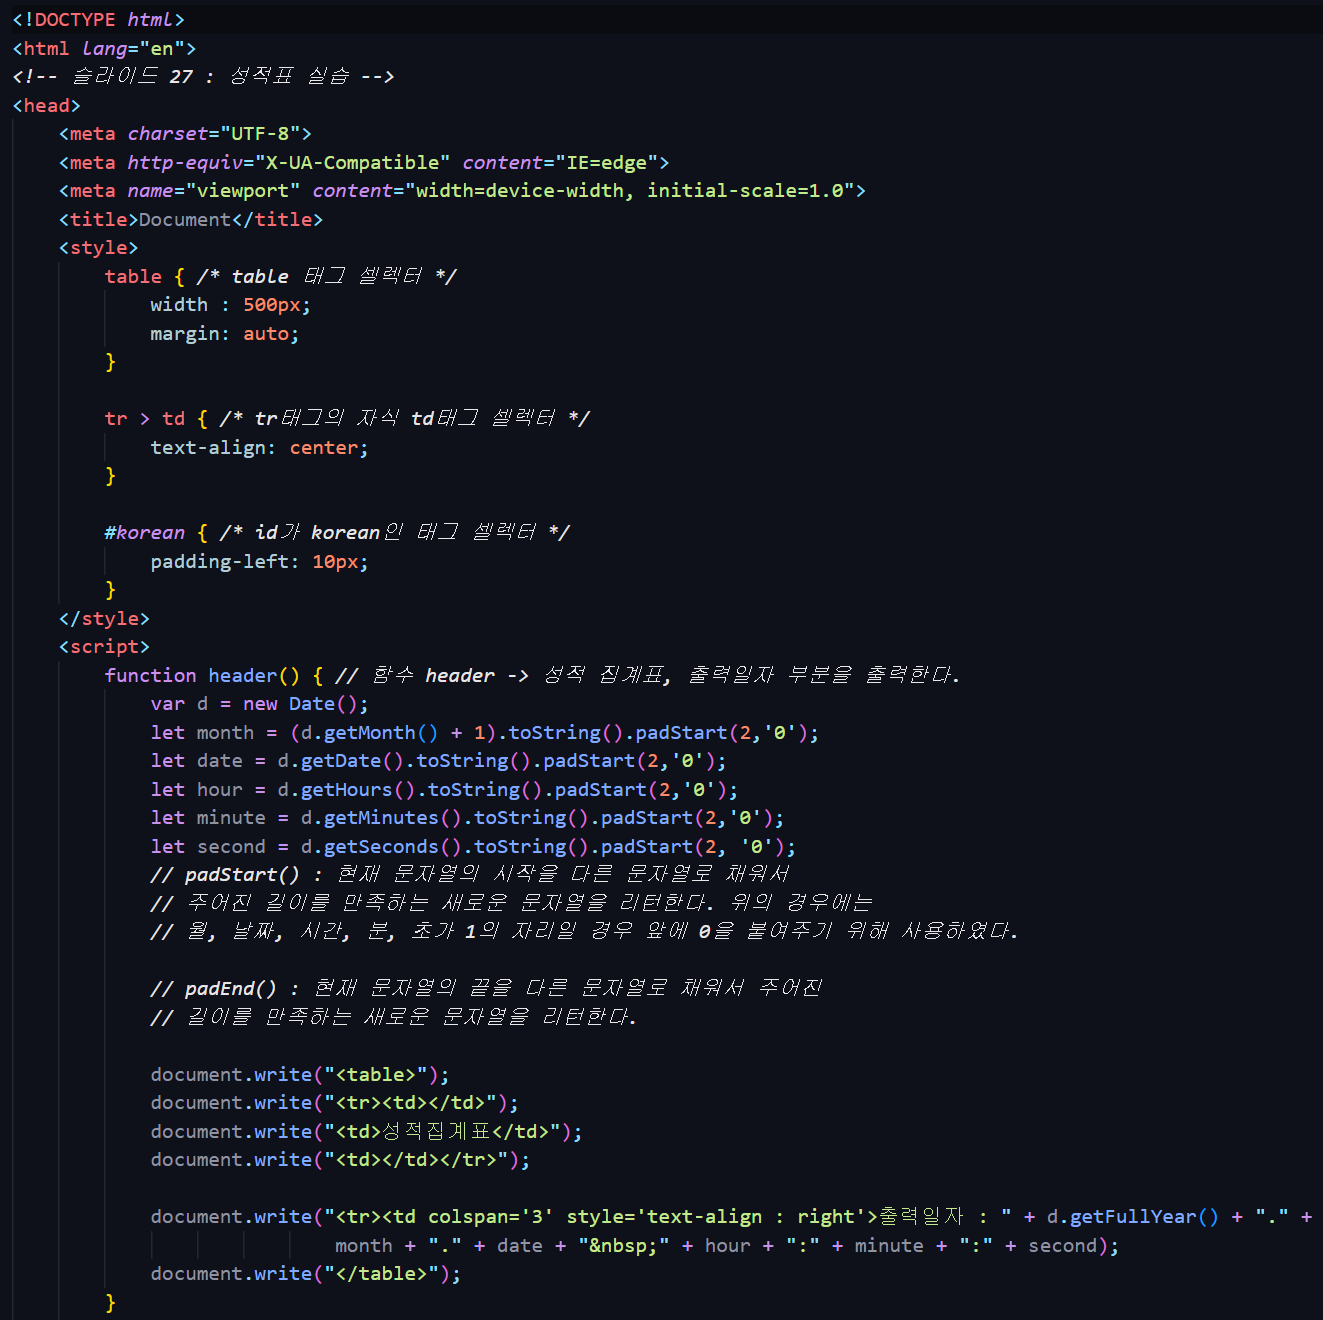 <!DOCTYPE html>
<html lang="en">
<!-- 슬라이드 27 : 성적표 실습 -->
<head>
    <meta charset="UTF-8">
    <meta http-equiv="X-UA-Compatible" content="IE=edge">
    <meta name="viewport" content="width=device-width, initial-scale=1.0">
    <title>Document</title>
    <style>
        table { /* table 태그 셀렉터 */
            width : 500px;
            margin: auto;
        }

        tr > td { /* tr태그의 자식 td태그 셀렉터 */
            text-align: center;
        }

        #korean { /* id가 korean인 태그 셀렉터 */
            padding-left: 10px;
        }
    </style>
    <script>
        function header() { // 함수 header -> 성적 집계표, 출력일자 부분을 출력한다.
            var d = new Date();
            let month = (d.getMonth() + 1).toString().padStart(2,'0');
            let date = d.getDate().toString().padStart(2,'0');
            let hour = d.getHours().toString().padStart(2,'0');
            let minute = d.getMinutes().toString().padStart(2,'0');
            let second = d.getSeconds().toString().padStart(2, '0');
            // padStart() : 현재 문자열의 시작을 다른 문자열로 채워서
            // 주어진 길이를 만족하는 새로운 문자열을 리턴한다. 위의 경우에는
            // 월, 날짜, 시간, 분, 초가 1의 자리일 경우 앞에 0을 붙여주기 위해 사용하였다.

            // padEnd() : 현재 문자열의 끝을 다른 문자열로 채워서 주어진
            // 길이를 만족하는 새로운 문자열을 리턴한다.

            document.write("<table>");
            document.write("<tr><td></td>");
            document.write("<td>성적집계표</td>");
            document.write("<td></td></tr>");

            document.write("<tr><td colspan='3' style='text-align : right'>출력일자 : " + d.getFullYear() + "." +
                            month + "." + date + "&nbsp;" + hour + ":" + minute + ":" + second);
            document.write("</table>");
        }